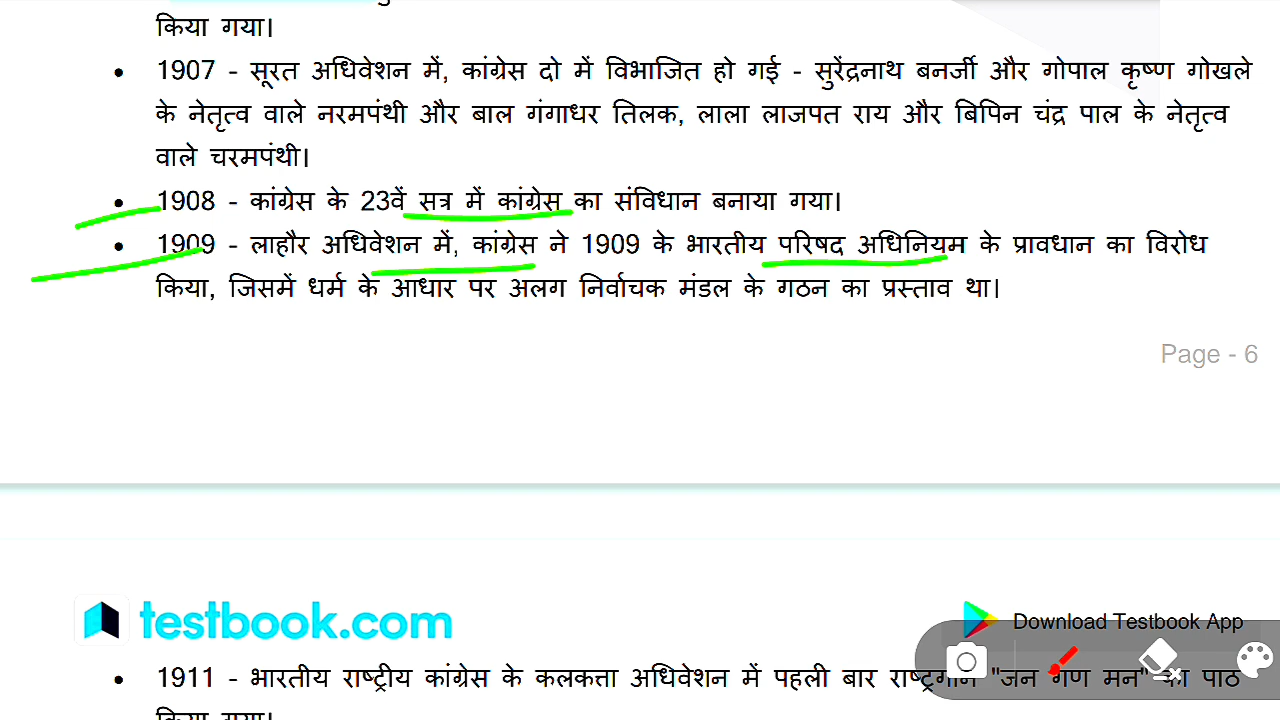 किया गया।
• 1907 - सूरत अधिवेशन में, कांग्रेस दो में विभाजित हो गई - सुरेंद्रनाथ बनर्जी और गोपाल कृष्ण गोखले
के नेतृत्व वाले नरमपंथी और बाल गंगाधर तिलक, लाला लाजपत राय और बिपिन चंद्र पाल के नेतृत्व
वाले चरमपंथी।
• 1908 - कांग्रेस के 23वें सत्र में कांग्रेस का संविधान बनाया गया।
• 1909 - लाहौर अधिवेशन में, कांग्रेस ने 1909 के भारतीय परिषद अधिनियम के प्रावधान का विरोध
किया, जिसमें धर्म के आधार पर अलग निर्वाचक मंडल के गठन का प्रस्ताव था।
Page - 6
testbook.com
Download Testbook App
• 1911 - भारतीय राष्ट्रीय कांग्रेस के कलकत्ता अधिवेशन में पहली बार राष्ट्रगान "जन गण मन" का पाठ
किया गया।